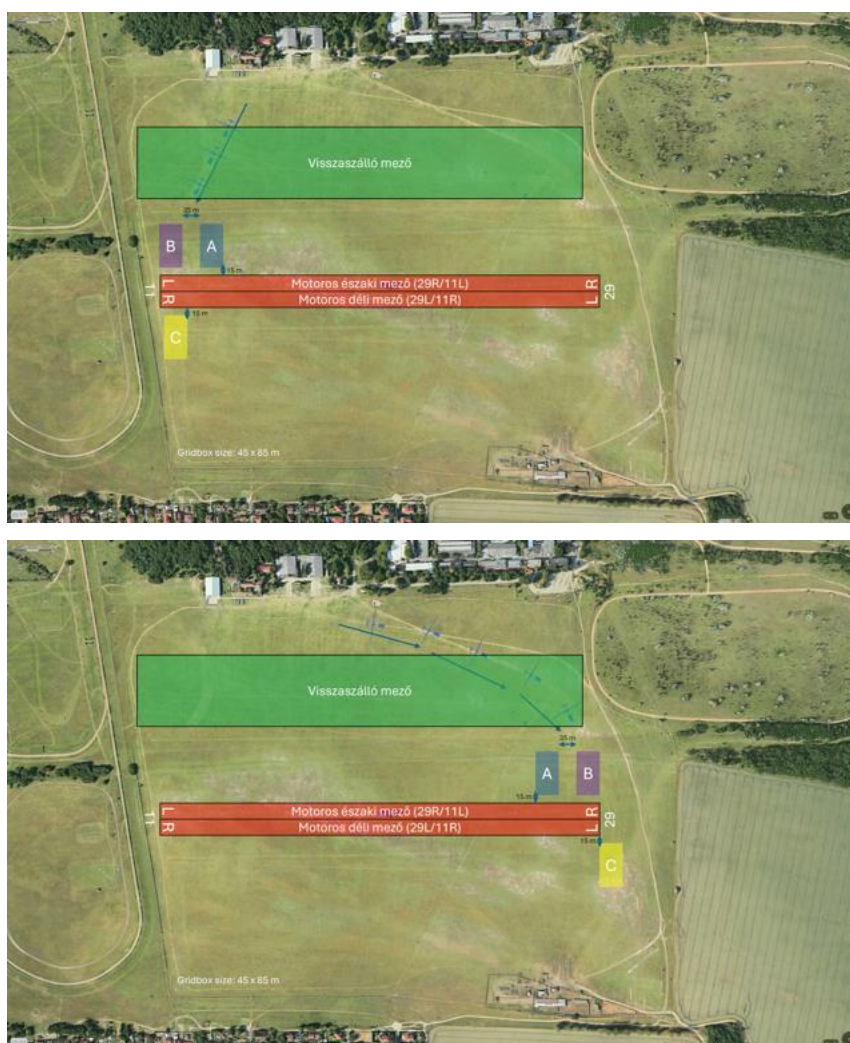 Visszaszálló mező
35 m
B
A
15 m
11
L
R
Motoros északi mező (29R/11L)
Motoros déli mező (29L/11R)
R
L
29
15 m
C
Gridbox size: 45 x 85 m
Visszaszálló mező
35 m
A
B
15 m
11
L
R
Motoros északi mező (29R/11L)
Motoros déli mező (29L/11R)
R
L
29
15 m
C
Gridbox size: 45 x 85 m